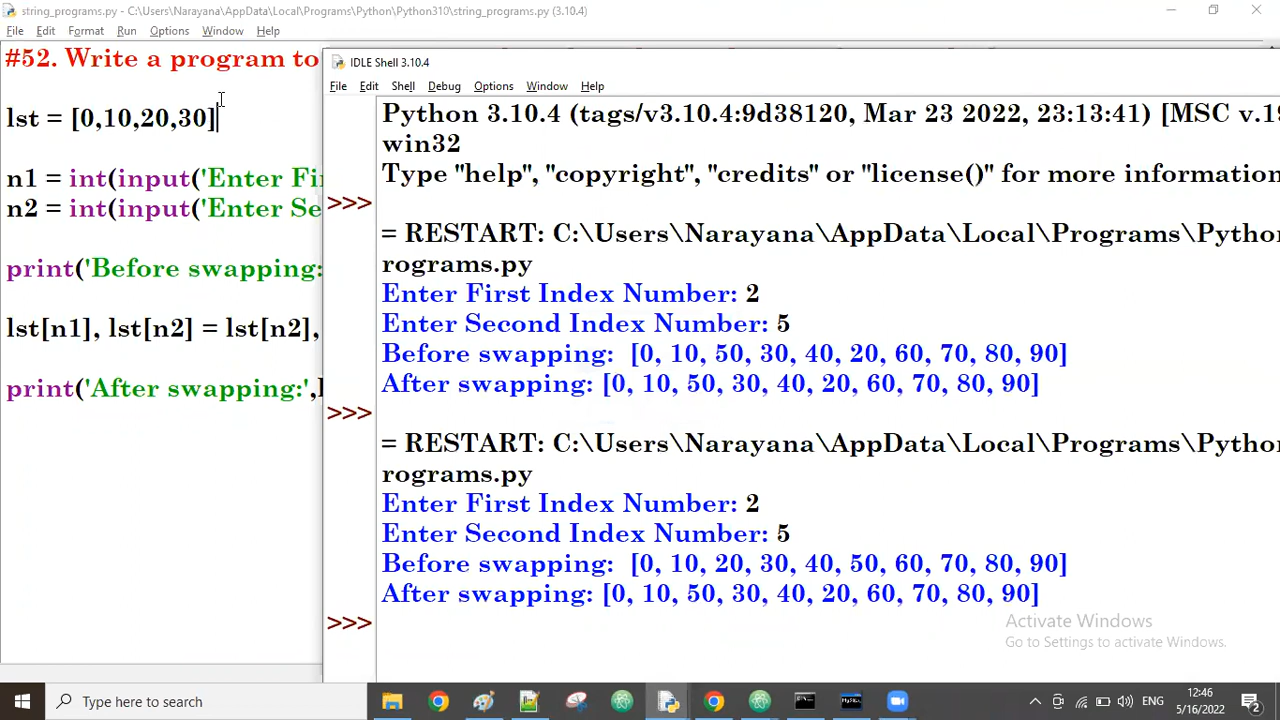 string_programs.py - C:\Users\Narayana\AppData\Local\Programs\Python\Python310\string_programs.py (3.10.4)
File Edit Format Run Options Window Help
#52. Write a program to
lst = [0,10,20,30]
n1 = int(input('Enter Fi
n2 = int(input('Enter Se
print('Before swapping:
lst[n1], lst[n2] = lst[n2],
print('After swapping:',
IDLE Shell 3.10.4
File Edit Shell Debug Options Window Help
Python 3.10.4 (tags/v3.10.4:9d38120, Mar 23 2022, 23:13:41) [MSC v.19
win32
Type "help", "copyright", "credits" or "license()" for more information
>>>
= RESTART: C:\Users\Narayana\AppData\Local\Programs\Python
rograms.py
Enter First Index Number: 2
Enter Second Index Number: 5
Before swapping:  [0, 10, 50, 30, 40, 20, 60, 70, 80, 90]
After swapping: [0, 10, 50, 30, 40, 20, 60, 70, 80, 90]
>>>
= RESTART: C:\Users\Narayana\AppData\Local\Programs\Python
rograms.py
Enter First Index Number: 2
Enter Second Index Number: 5
Before swapping:  [0, 10, 20, 30, 40, 50, 60, 70, 80, 90]
After swapping: [0, 10, 50, 30, 40, 20, 60, 70, 80, 90]
>>>
Activate Windows
Go to Settings to activate Windows.
Type here to search
ENG
12:46
5/16/2022
2